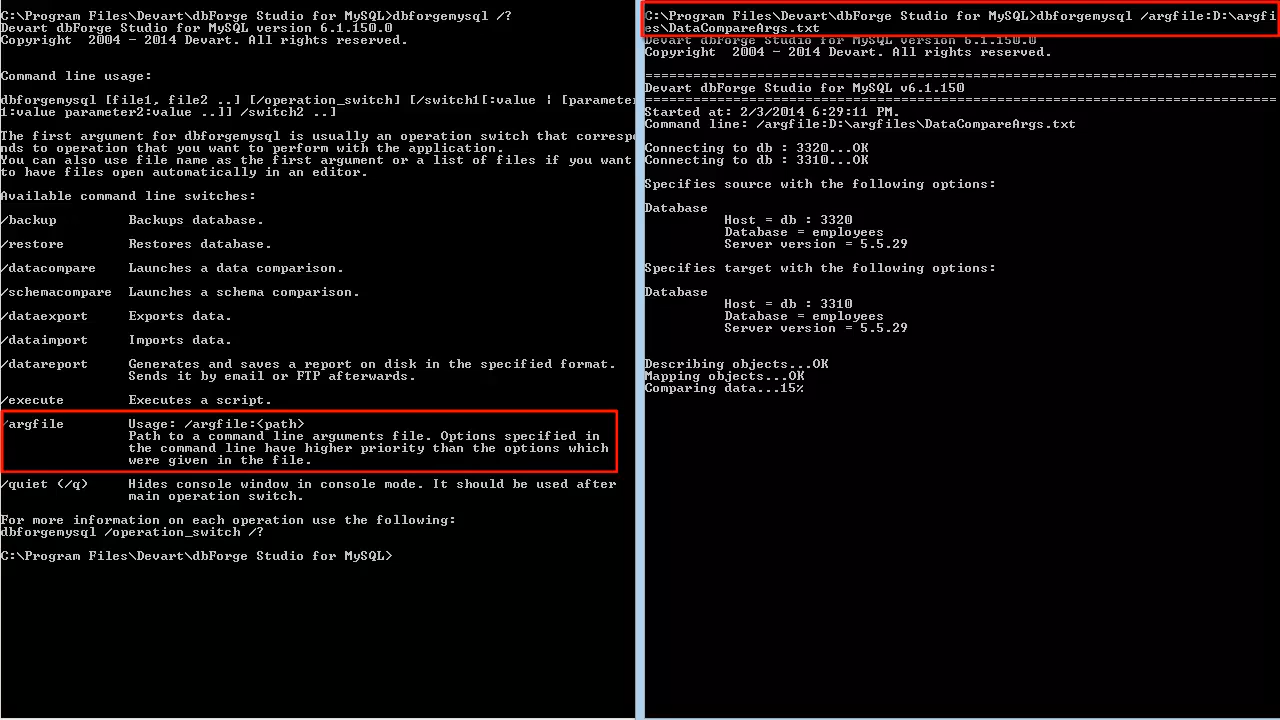 C:\Program Files\Devart\dbForge Studio for MySQL>dbforgemysql /?
Devart dbForge Studio for MySQL version 6.1.150.0
Copyright  2004 - 2014 Devart. All rights reserved.
Command line usage:
dbforgemysql [file1, file2 ..] [/operation_switch] [/switch1[:value | [parameter
1:value parameter2:value ..]] /switch2 ..]
The first argument for dbforgemysql is usually an operation switch that correspo
nds to operation that you want to perform with the application.
You can also use file name as the first argument or a list of files if you want
to have files open automatically in an editor.
Available command line switches:
/backup         Backups database.
/restore        Restores database.
/datacompare    Launches a data comparison.
/schemacompare  Launches a schema comparison.
/dataexport     Exports data.
/dataimport     Imports data.
/datareport     Generates and saves a report on disk in the specified format.
Sends it by email or FTP afterwards.
/execute        Executes a script.
/argfile        Usage: /argfile:<path>
Path to a command line arguments file. Options specified in
the command line have higher priority than the options which
were given in the file.
/quiet (/q)     Hides console window in console mode. It should be used after
main operation switch.
For more information on each operation use the following:
dbforgemysql /operation_switch /?
C:\Program Files\Devart\dbForge Studio for MySQL>
C:\Program Files\Devart\dbForge Studio for MySQL>dbforgemysql /argfile:D:\argfil
es\DataCompareArgs.txt
Devart dbForge Studio for MySQL version 6.1.150.0
Copyright  2004 - 2014 Devart. All rights reserved.
===============================================================================
Devart dbForge Studio for MySQL v6.1.150
===============================================================================
Started at: 2/3/2014 6:29:11 PM.
Command line: /argfile:D:\argfiles\DataCompareArgs.txt
Connecting to db : 3320...OK
Connecting to db : 3310...OK
Specifies source with the following options:
Database
Host = db : 3320
Database = employees
Server version = 5.5.29
Specifies target with the following options:
Database
Host = db : 3310
Database = employees
Server version = 5.5.29
Describing objects...OK
Mapping objects...OK
Comparing data...15%